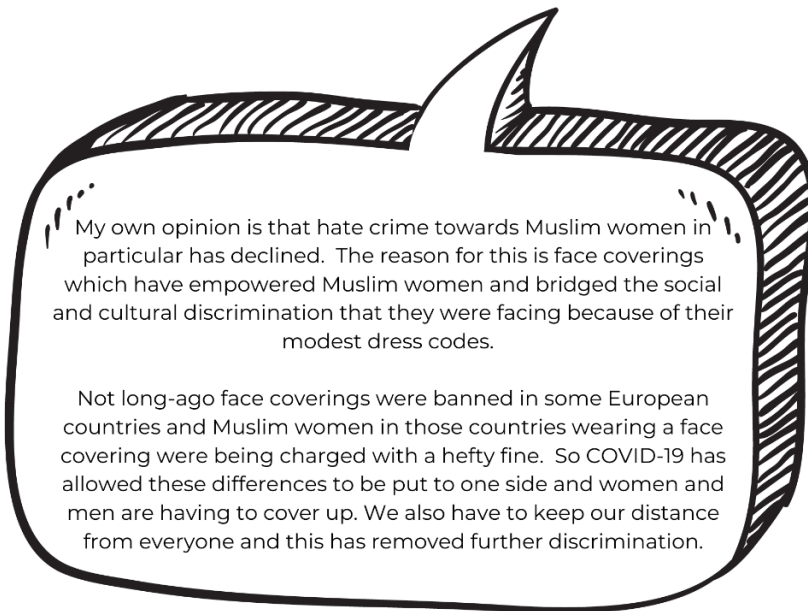 My own opinion is that hate crime towards Muslim women in
particular has declined.  The reason for this is face coverings
which have empowered Muslim women and bridged the social
and cultural discrimination that they were facing because of their
modest dress codes.

Not long-ago face coverings were banned in some European
countries and Muslim women in those countries wearing a face
covering were being charged with a hefty fine.  So COVID-19 has
allowed these differences to be put to one side and women and
men are having to cover up. We also have to keep our distance
from everyone and this has removed further discrimination.